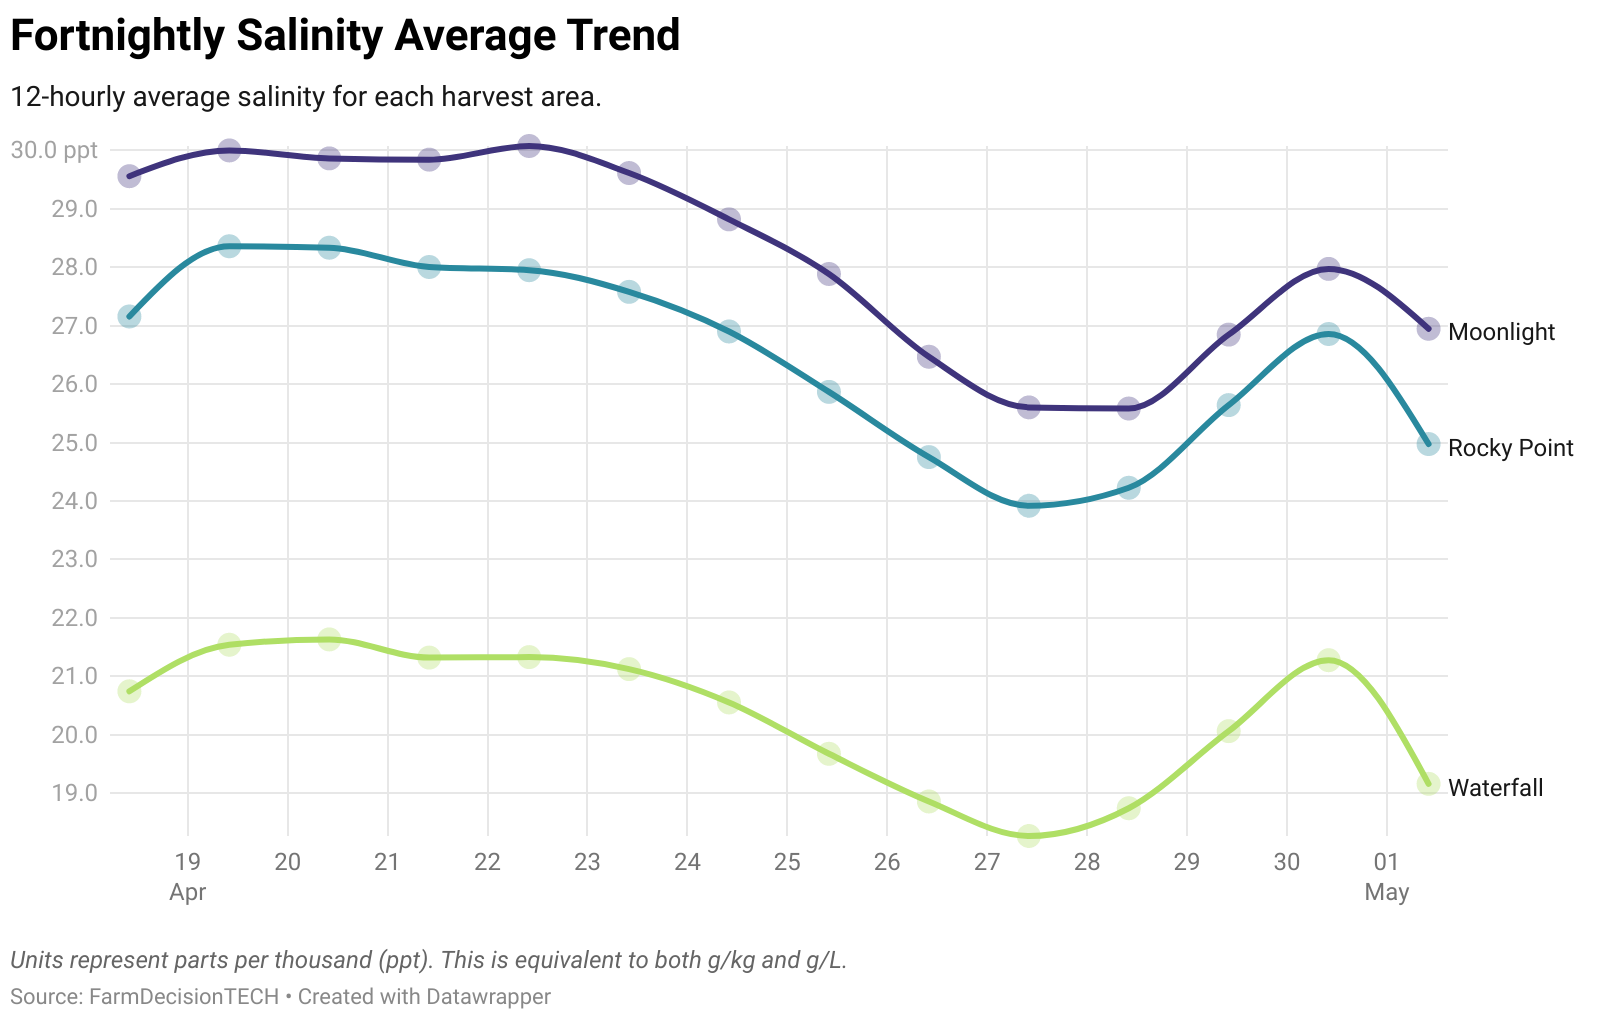 Fortnightly Salinity Average Trend
12-hourly average salinity for each harvest area.
30.0 ppt
29.0
28.0
27.0
26.0
25.0
24.0
23.0
22.0
21.0
20.0
19.0
Moonlight
Rocky Point
Waterfall
19 20 21 22 23 24 25 26 27 28 29 30 01
Apr May
Units represent parts per thousand (ppt). This is equivalent to both g/kg and g/L.
Source: FarmDecisionTECH • Created with Datawrapper